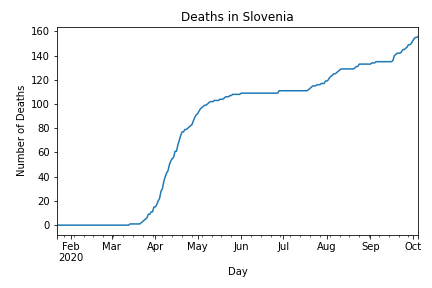 Deaths in Slovenia
160
140
120
100
80
60
40
20
0
Number of Deaths
Feb Mar Apr May Jun Jul Aug Sep Oct
2020
Day